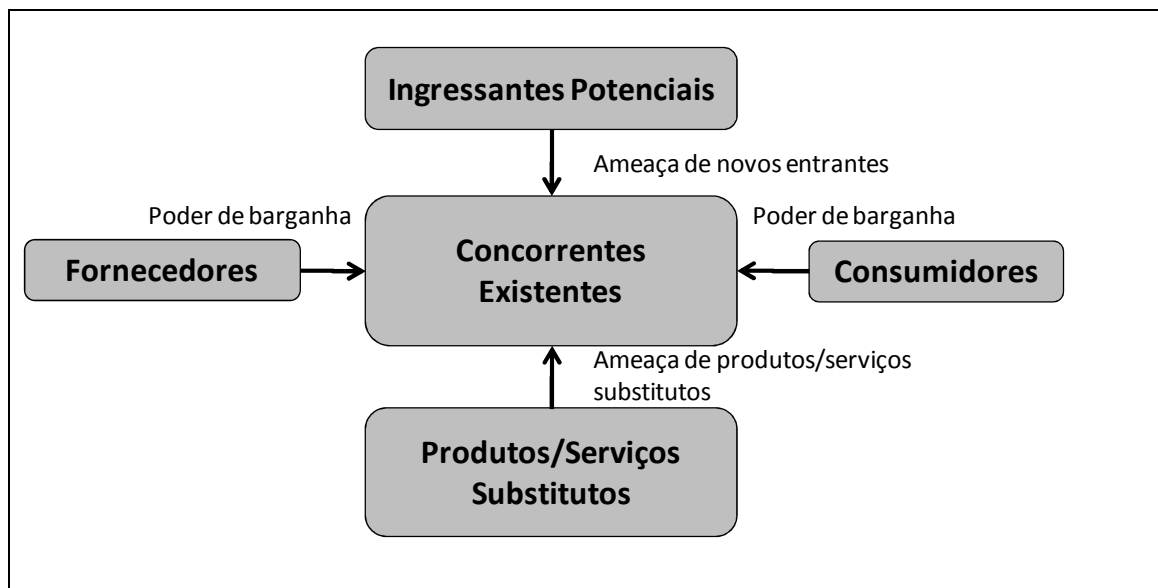 Ingressantes Potenciais
Ameaça de novos entrantes
Poder de barganha
Poder de barganha
Fornecedores
Concorrentes
Existentes
Consumidores
Ameaça de produtos/serviços
substitutos
Produtos/Serviços
Substitutos